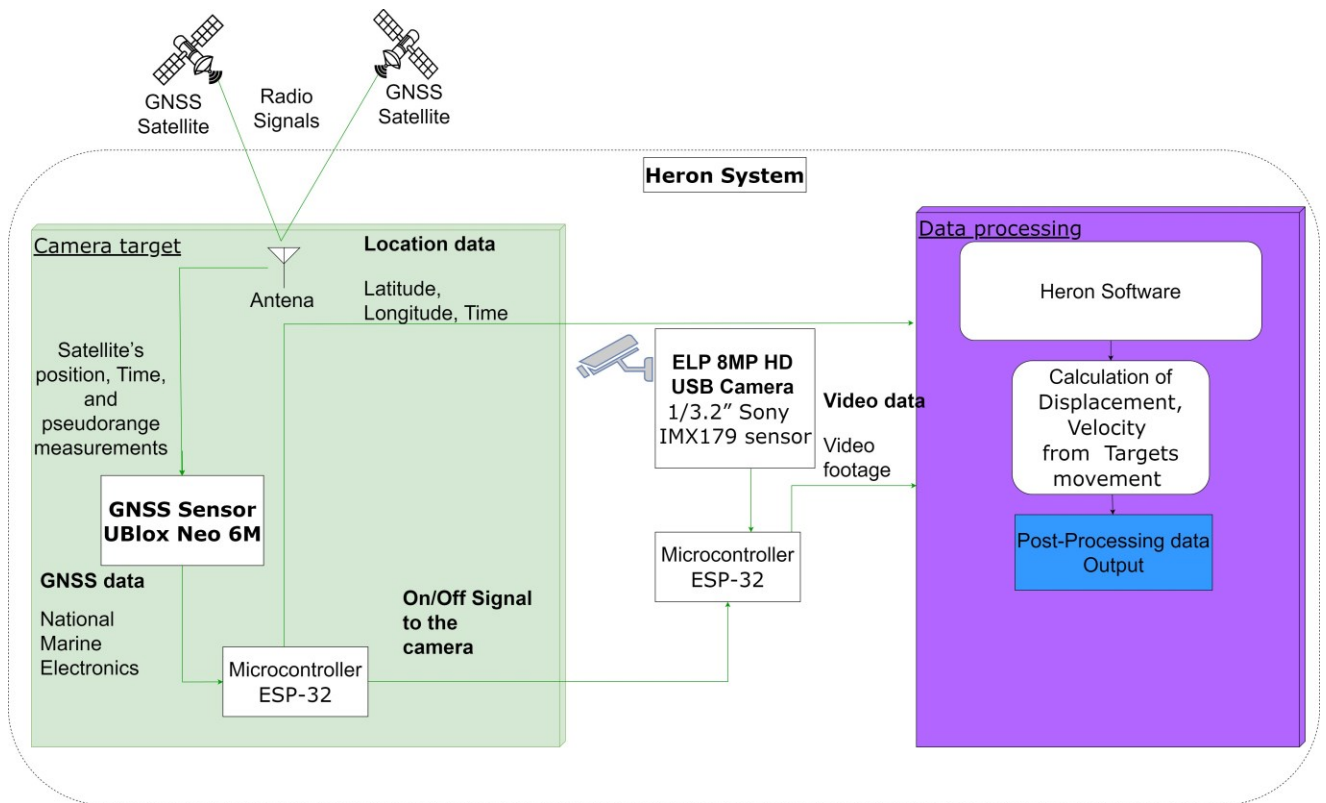 GNSS
Satellite
Radio
Signals
GNSS
Satellite
Heron System
Camera target
Antena
Location data
Latitude,
Longitude, Time
Satellite’s
position, Time,
and
pseudorange
measurements
GNSS Sensor
UBlox Neo 6M
GNSS data
National
Marine
Electronics
Microcontroller
ESP-32
On/Off Signal
to the
camera
ELP 8MP HD
USB Camera
1/3.2” Sony
IMX179 sensor
Microcontroller
ESP-32
Video data
Video
footage
Data processing
Heron Software
Calculation of
Displacement,
Velocity
from Targets
movement
Post-Processing data
Output